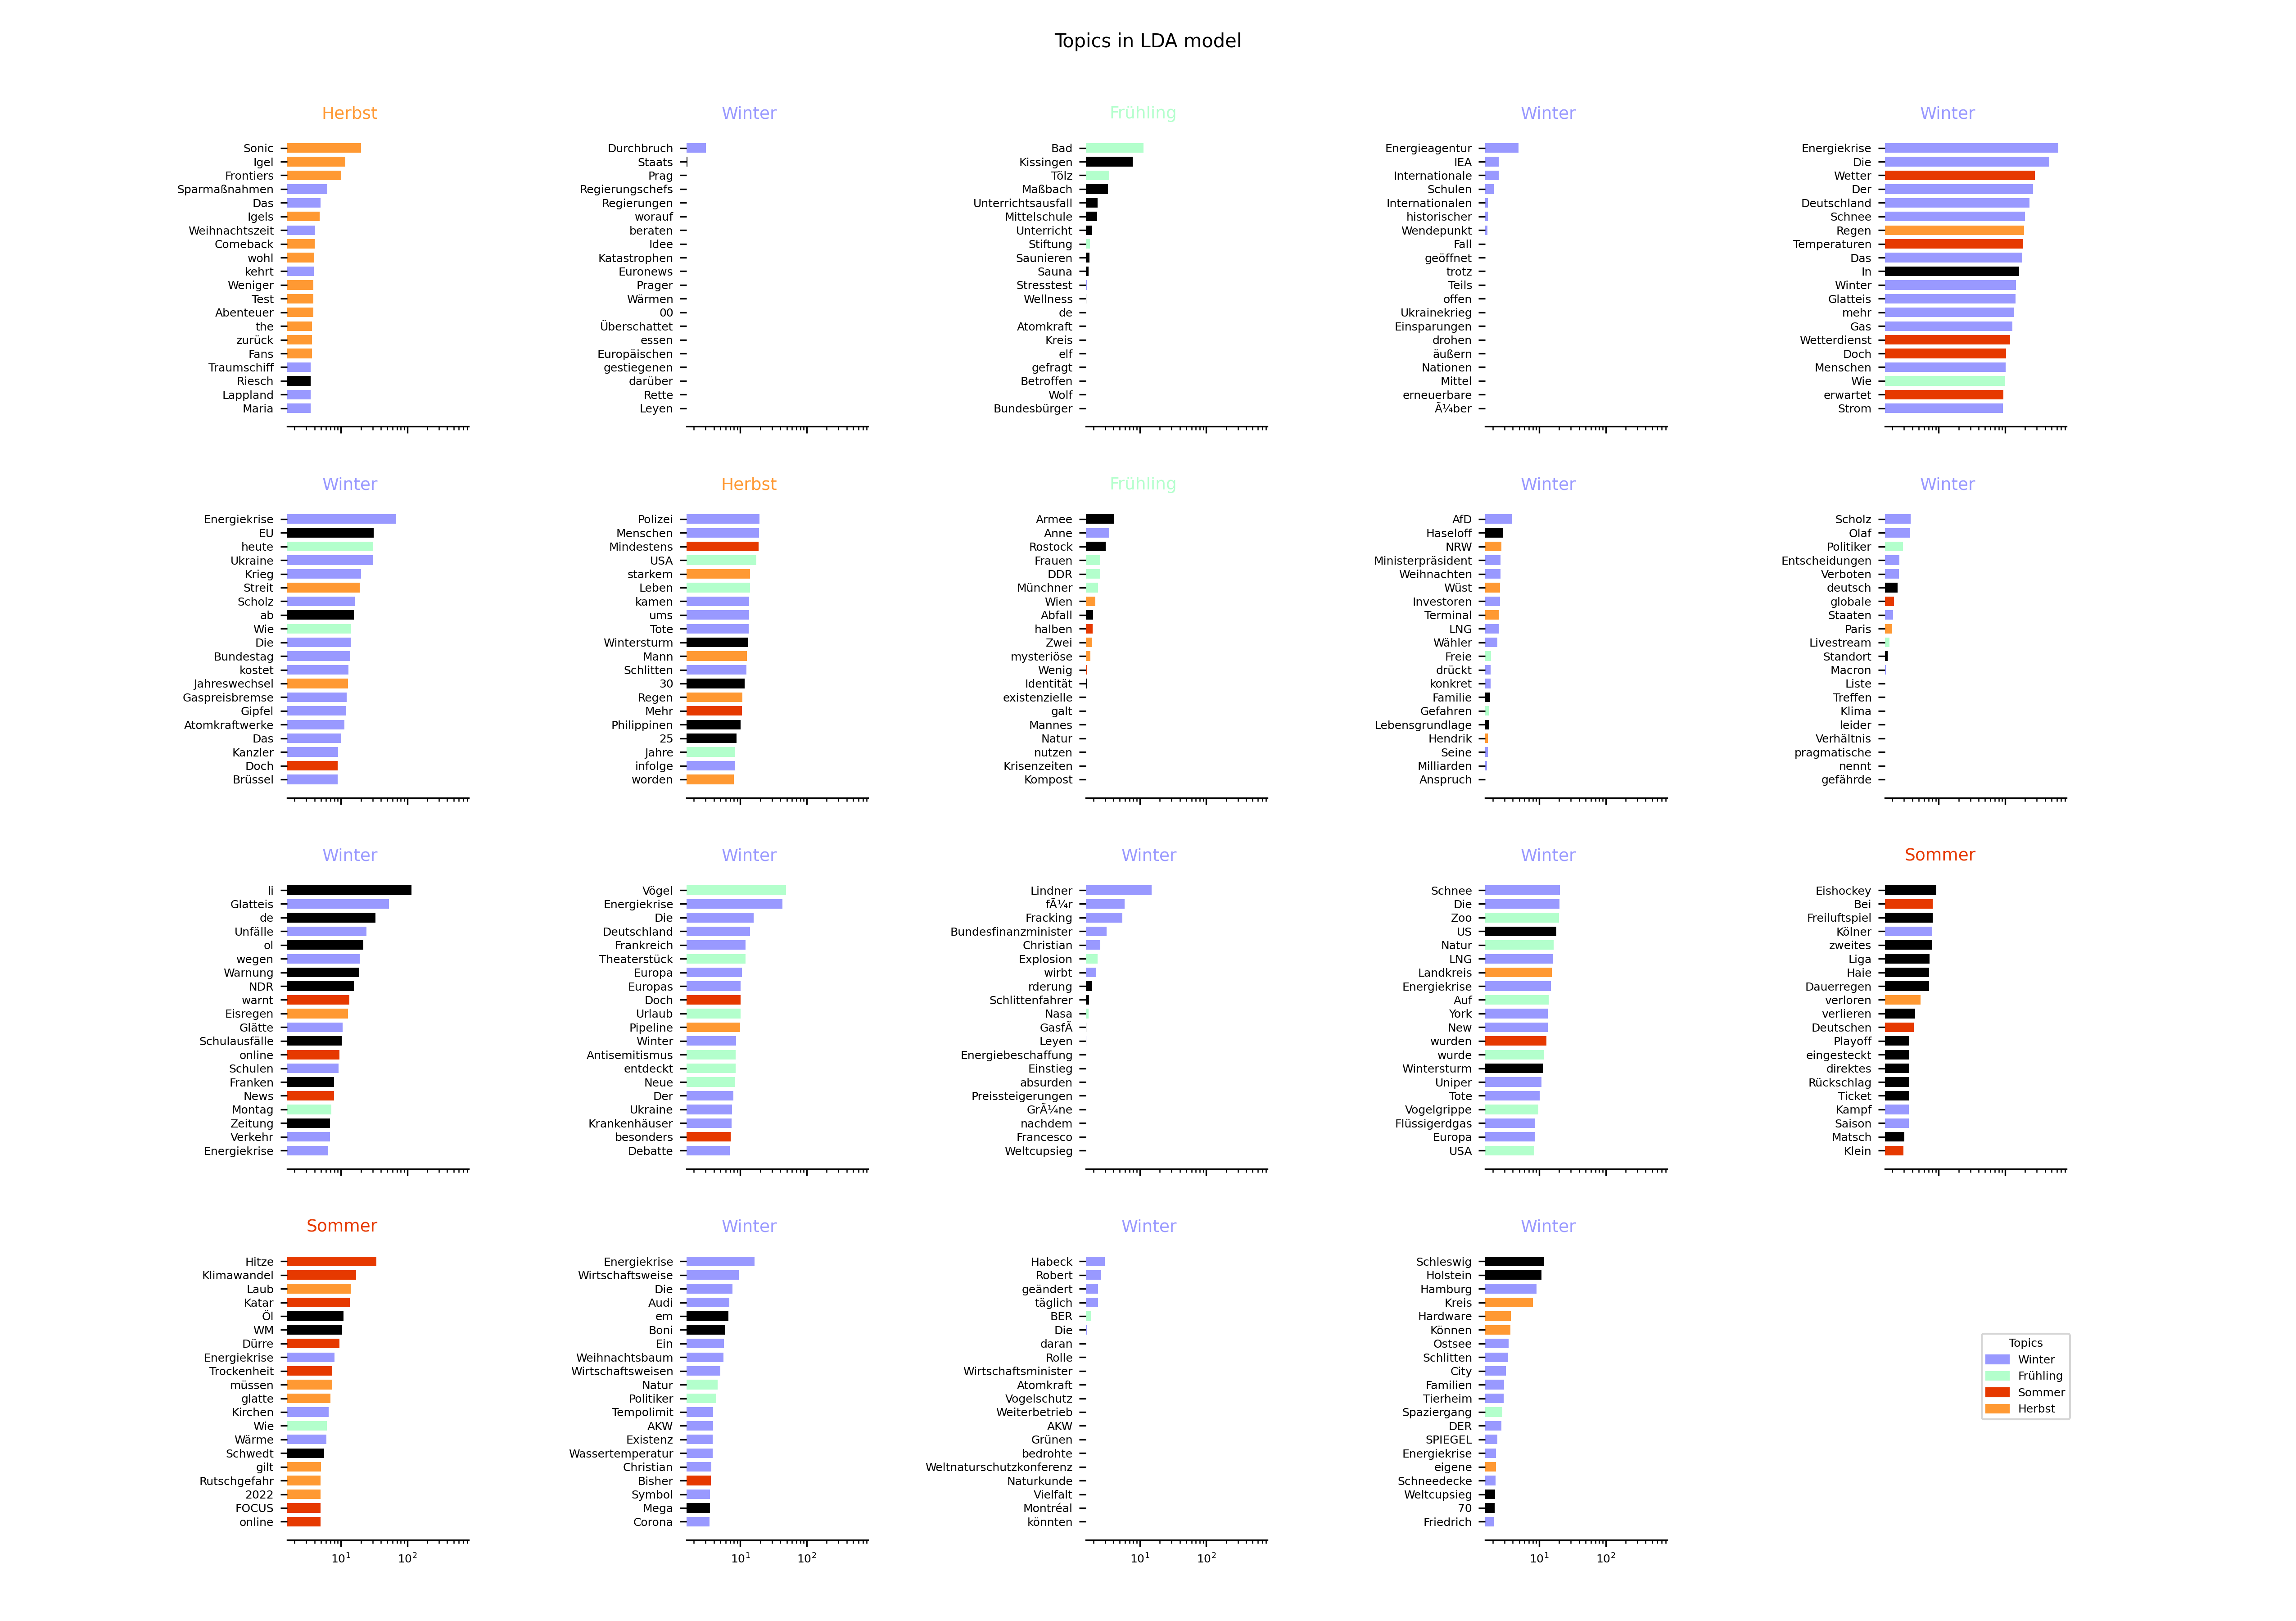 Topics in LDA model
Herbst
Sonic
Igel
Frontiers
Sparmaßnahmen
Das
Igels
Weihnachtszeit
Comeback
wohl
kehrt
Weniger
Test
Abenteuer
the
zurück
Fans
Traumschiff
Riesch
Lappland
Maria
Winter
Durchbruch
Staats
Prag
Regierungschefs
Regierungen
worauf
beraten
Idee
Katastrophen
Euronews
Prager
Wärmen
00
Überschattet
essen
Europäischen
gestiegenen
darüber
Rette
Leyen
Frühling
Bad
Kissingen
Tölz
Maßbach
Unterrichtsausfall
Mittelschule
Unterricht
Stiftung
Saunieren
Sauna
Stresstest
Wellness
de
Atomkraft
Kreis
elf
gefragt
Betroffen
Wolf
Bundesbürger
Winter
Energieagentur
IEA
Internationale
Schulen
Internationalen
historischer
Wendepunkt
Fall
geöffnet
trotz
Teils
offen
Ukrainekrieg
Einsparungen
drohen
äußern
Nationen
Mittel
erneuerbare
Ã¼ber
Winter
Energiekrise
Die
Wetter
Der
Deutschland
Schnee
Regen
Temperaturen
Das
In
Winter
Glatteis
mehr
Gas
Wetterdienst
Doch
Menschen
Wie
erwartet
Strom
Winter
Energiekrise
EU
heute
Ukraine
Krieg
Streit
Scholz
ab
Wie
Die
Bundestag
kostet
Jahreswechsel
Gaspreisbremse
Gipfel
Atomkraftwerke
Das
Kanzler
Doch
Brüssel
Herbst
Polizei
Menschen
Mindestens
USA
starkem
Leben
kamen
ums
Tote
Wintersturm
Mann
Schlitten
30
Regen
Mehr
Philippinen
25
Jahre
infolge
worden
Frühling
Armee
Anne
Rostock
Frauen
DDR
Münchner
Wien
Abfall
halben
Zwei
mysteriöse
Wenig
Identität
existenzielle
galt
Mannes
Natur
nutzen
Krisenzeiten
Kompost
Winter
AfD
Haseloff
NRW
Ministerpräsident
Weihnachten
Wüst
Investoren
Terminal
LNG
Wähler
Freie
drückt
konkret
Familie
Gefahren
Lebensgrundlage
Hendrik
Seine
Milliarden
Anspruch
Winter
Scholz
Olaf
Politiker
Entscheidungen
Verboten
deutsch
globale
Staaten
Paris
Livestream
Standort
Macron
Liste
Treffen
Klima
leider
Verhältnis
pragmatische
nennt
gefährde
Winter
li
Glatteis
de
Unfälle
ol
wegen
Warnung
NDR
warnt
Eisregen
Glätte
Schulausfälle
online
Schulen
Franken
News
Montag
Zeitung
Verkehr
Energiekrise
Winter
Vögel
Energiekrise
Die
Deutschland
Frankreich
Theaterstück
Europa
Europas
Doch
Urlaub
Pipeline
Winter
Antisemitismus
entdeckt
Neue
Der
Ukraine
Krankenhäuser
besonders
Debatte
Winter
Lindner
fÃ¼r
Fracking
Bundesfinanzminister
Christian
Explosion
wirbt
rderung
Schlittenfahrer
Nasa
GasfÃ
Leyen
Energiebeschaffung
Einstieg
absurden
Preissteigerungen
GrÃ¼ne
nachdem
Francesco
Weltcupsieg
Winter
Schnee
Die
Zoo
US
Natur
LNG
Landkreis
Energiekrise
Auf
York
New
wurden
wurde
Wintersturm
Uniper
Tote
Vogelgrippe
Flüssigerdgas
Europa
USA
Sommer
Eishockey
Bei
Freiluftspiel
Kölner
zweites
Liga
Haie
Dauerregen
verloren
verlieren
Deutschen
Playoff
eingesteckt
direktes
Rückschlag
Ticket
Kampf
Saison
Matsch
Klein
Sommer
Hitze
Klimawandel
Laub
Katar
Öl
WM
Dürre
Energiekrise
Trockenheit
müssen
glatte
Kirchen
Wie
Wärme
Schwedt
gilt
Rutschgefahr
2022
FOCUS
online
10¹ 10²
Winter
Energiekrise
Wirtschaftsweise
Die
Audi
em
Boni
Ein
Weihnachtsbaum
Wirtschaftsweisen
Natur
Politiker
Tempolimit
AKW
Existenz
Wassertemperatur
Christian
Bisher
Symbol
Mega
Corona
10¹ 10²
Winter
Habeck
Robert
geändert
täglich
BER
Die
daran
Rolle
Wirtschaftsminister
Atomkraft
Vogelschutz
Weiterbetrieb
AKW
Grünen
bedrohte
Weltnaturschutzkonferenz
Naturkunde
Vielfalt
Montréal
könnten
10¹ 10²
Winter
Schleswig
Holstein
Hamburg
Kreis
Hardware
Können
Ostsee
Schlitten
City
Familien
Tierheim
Spaziergang
DER
SPIEGEL
Energiekrise
eigene
Schneedecke
Weltcupsieg
70
Friedrich
10¹ 10²
Topics
Winter
Frühling
Sommer
Herbst